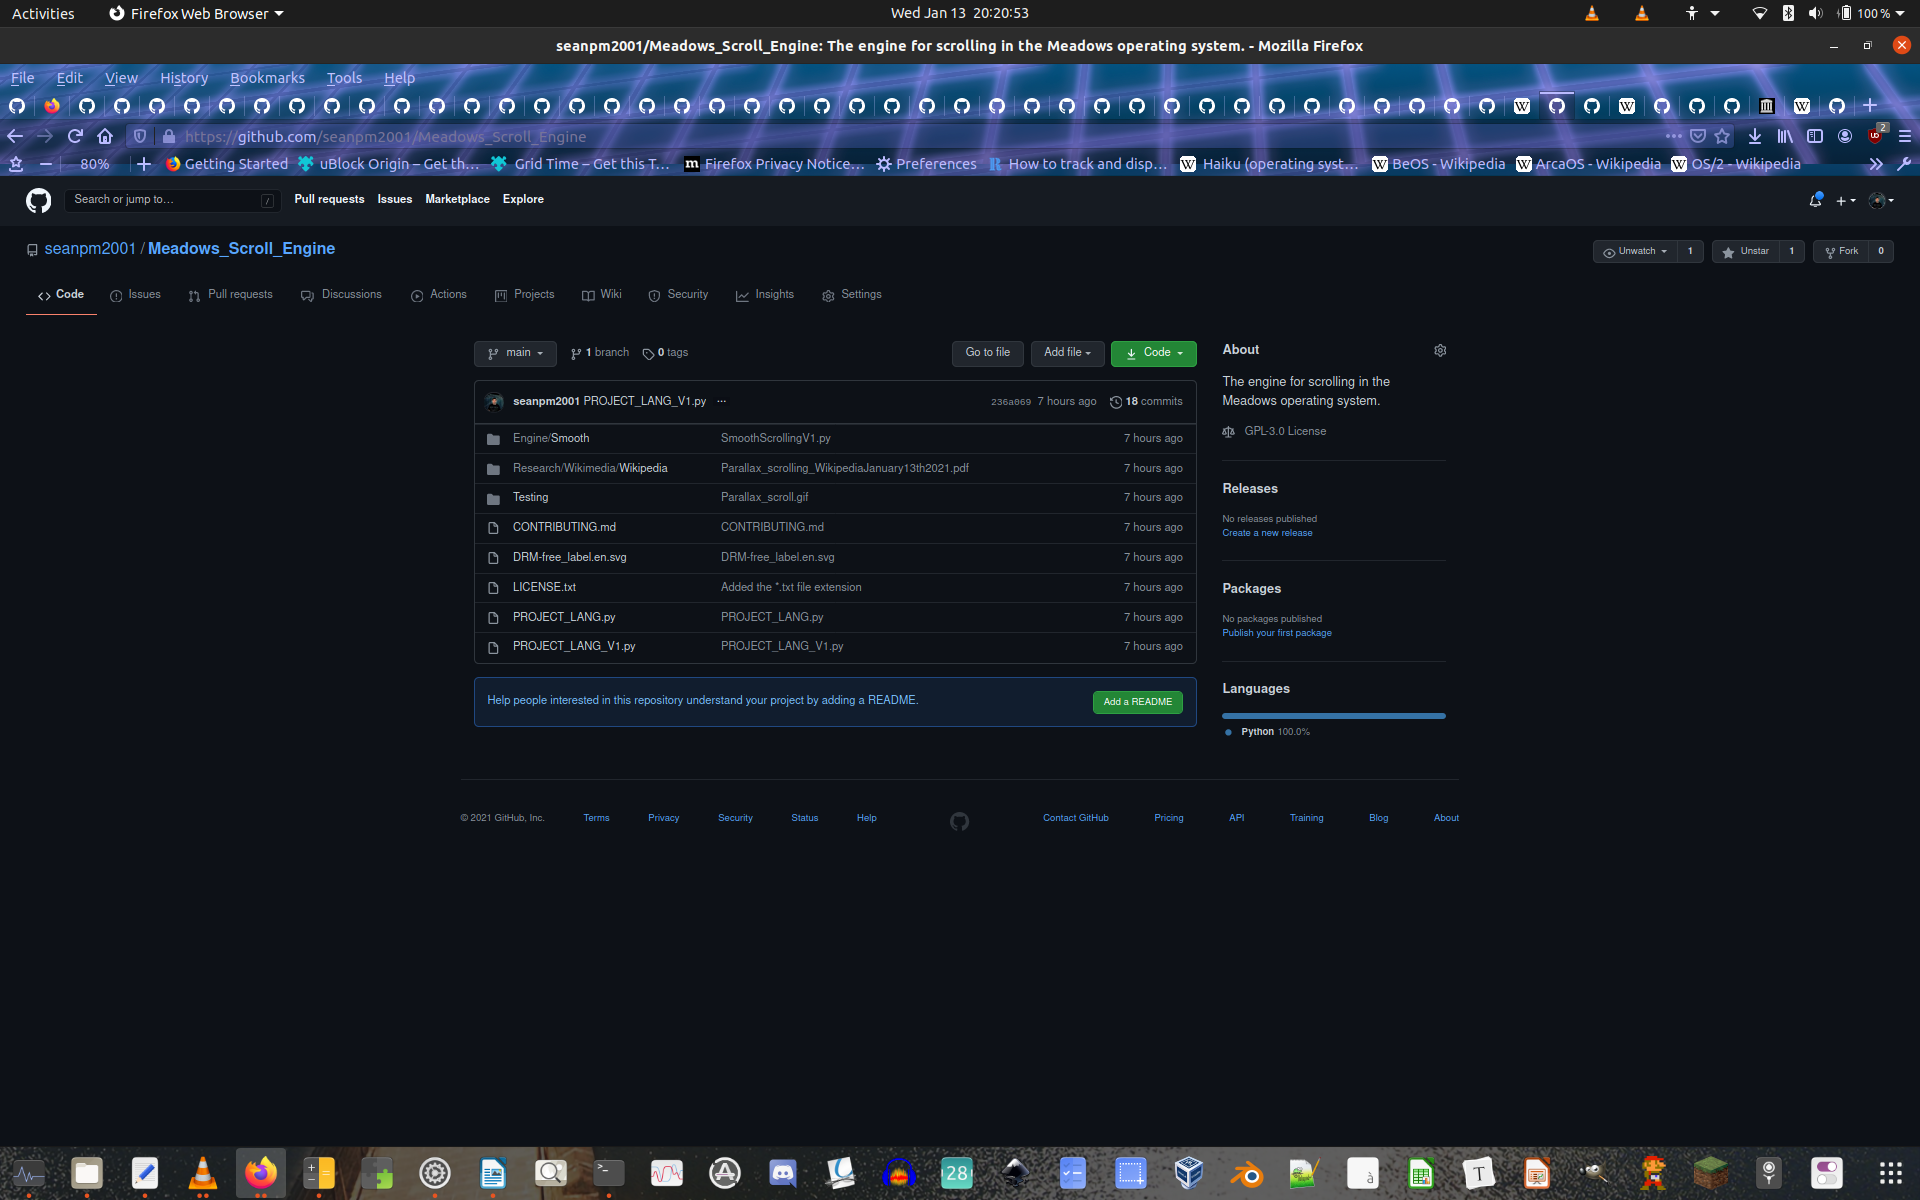 Activities Firefox Web Browser Wed Jan 13 20:20:53 100 %
seanpm2001/Meadows_Scroll_Engine: The engine for scrolling in the Meadows operating system. - Mozilla Firefox
File Edit View History Bookmarks Tools Help
https://github.com/seanpm2001/Meadows_Scroll_Engine 2
80% Getting Started uBlock Origin – Get th… Grid Time – Get this T… Firefox Privacy Notice… Preferences How to track and disp… Haiku (operating syst… BeOS - Wikipedia ArcaOS - Wikipedia OS/2 - Wikipedia
Search or jump to… / Pull requests Issues Marketplace Explore
seanpm2001 / Meadows_Scroll_Engine Unwatch 1 Unstar 1 Fork 0
Code Issues Pull requests Discussions Actions Projects Wiki Security Insights Settings
main 1 branch 0 tags Go to file Add file Code
seanpm2001 PROJECT_LANG_V1.py ... 236a069 7 hours ago 18 commits
Engine/Smooth SmoothScrollingV1.py 7 hours ago
Research/Wikimedia/Wikipedia Parallax_scrolling_WikipediaJanuary13th2021.pdf 7 hours ago
Testing Parallax_scroll.gif 7 hours ago
CONTRIBUTING.md CONTRIBUTING.md 7 hours ago
DRM-free_label.en.svg DRM-free_label.en.svg 7 hours ago
LICENSE.txt Added the *.txt file extension 7 hours ago
PROJECT_LANG.py PROJECT_LANG.py 7 hours ago
PROJECT_LANG_V1.py PROJECT_LANG_V1.py 7 hours ago
Help people interested in this repository understand your project by adding a README. Add a README
About
The engine for scrolling in the
Meadows operating system.
GPL-3.0 License
Releases
No releases published
Create a new release
Packages
No packages published
Publish your first package
Languages
Python 100.0%
© 2021 GitHub, Inc. Terms Privacy Security Status Help Contact GitHub Pricing API Training Blog About
28